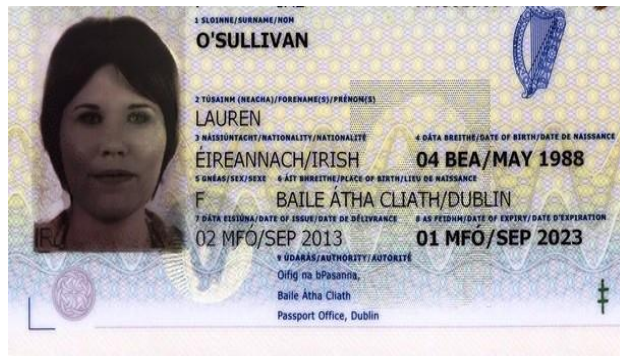 1 SLOINNE/SURNAME/NOM
O'SULLIVAN
2 TÚSAINM (NEACHA)/FORENAME(S)/PRÉNOM(S)
LAUREN
3 NÁISIÚNTACHT/NATIONALITY/NATIONALITÉ 4 DÁTA BREITHE/DATE OF BIRTH/DATE DE NAISSANCE
ÉIREANNACH/IRISH 04 BEA/MAY 1988
5 GNÉAS/SEX/SEXE 6 ÁIT BHREITHE/PLACE OF BIRTH/LIEU DE NAISSANCE
F BAILE ÁTHA CLIATH/DUBLIN
7 DÁTA EISIÚNA/DATE OF ISSUE/DATE DE DÉLIVRANCE 8 AS FEIDHM/DATE OF EXPIRY/DATE D'EXPIRATION
02 MFÓ/SEP 2013 01 MFÓ/SEP 2023
9 ÚDARÁS/AUTHORITY/AUTORITÉ
Oifig na bPasanna,
Baile Átha Cliath
Passport Office, Dublin